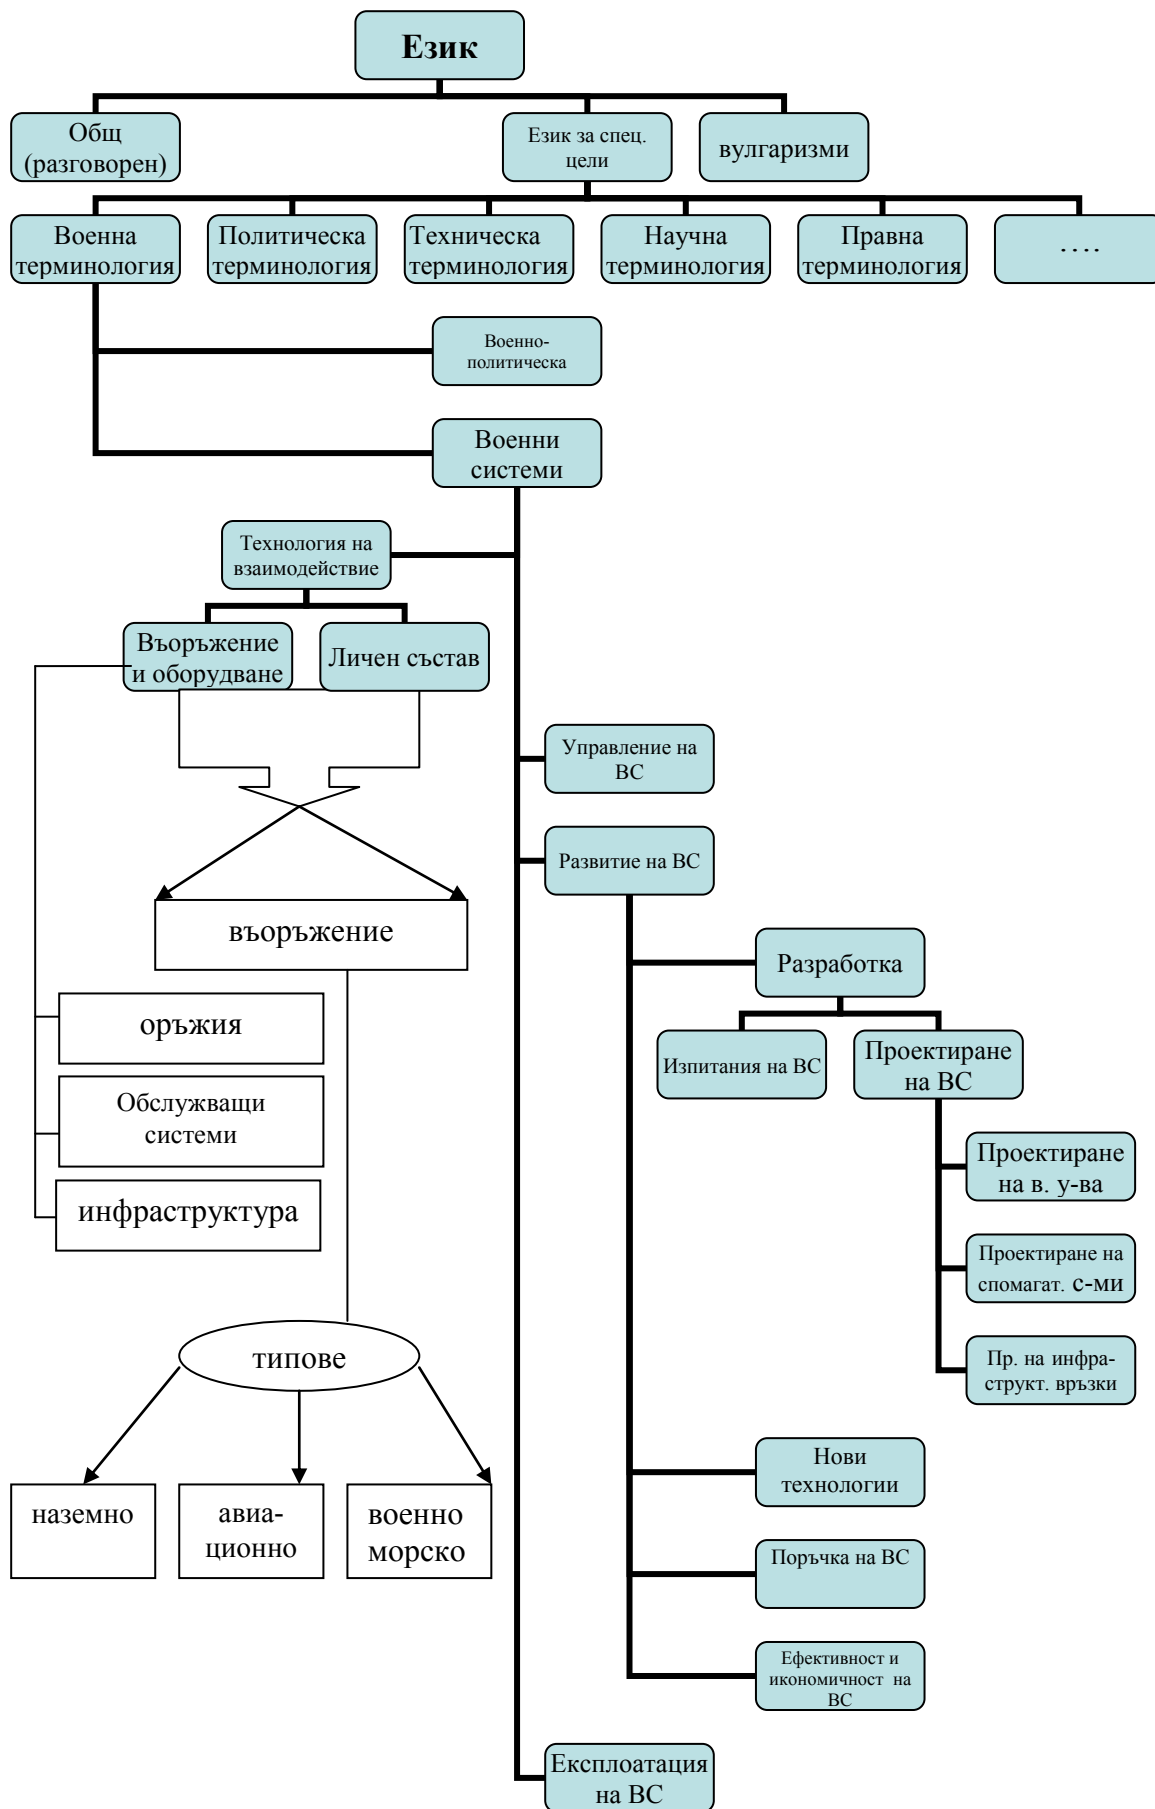 Език
Общ
(разговорен)
Език за спец.
цели
вулгаризми
Военна
терминология
Политическа
терминология
Техническа
терминология
Научна
терминология
Правна
терминология
….
Военно-
политическа
Военни
системи
Технология на
взаимодействие
Въоръжение
и оборудване
Личен състав
Управление на
ВС
Развитие на ВС
въоръжение
Разработка
оръжия
Изпитания на ВС
Проектиране
на ВС
Обслужващи
системи
Проектиране
на в. у-ва
инфраструктура
Проектиране на
спомагат. с-ми
типове
Пр. на инфра-
структ. връзки
Нови
технологии
наземно
авиа-
ционно
военно
морско
Поръчка на ВС
Ефективност и
икономичност на
ВС
Експлоатация
на ВС